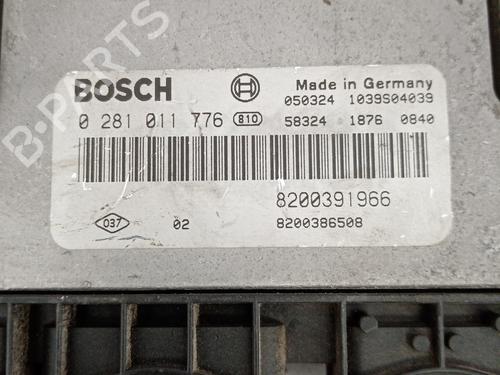 B-PARTS
BOSCH
Made in Germany
050324 1039S04039
0 281 011 776 810 58324 1876 0840
8200391966
037 02 8200386508